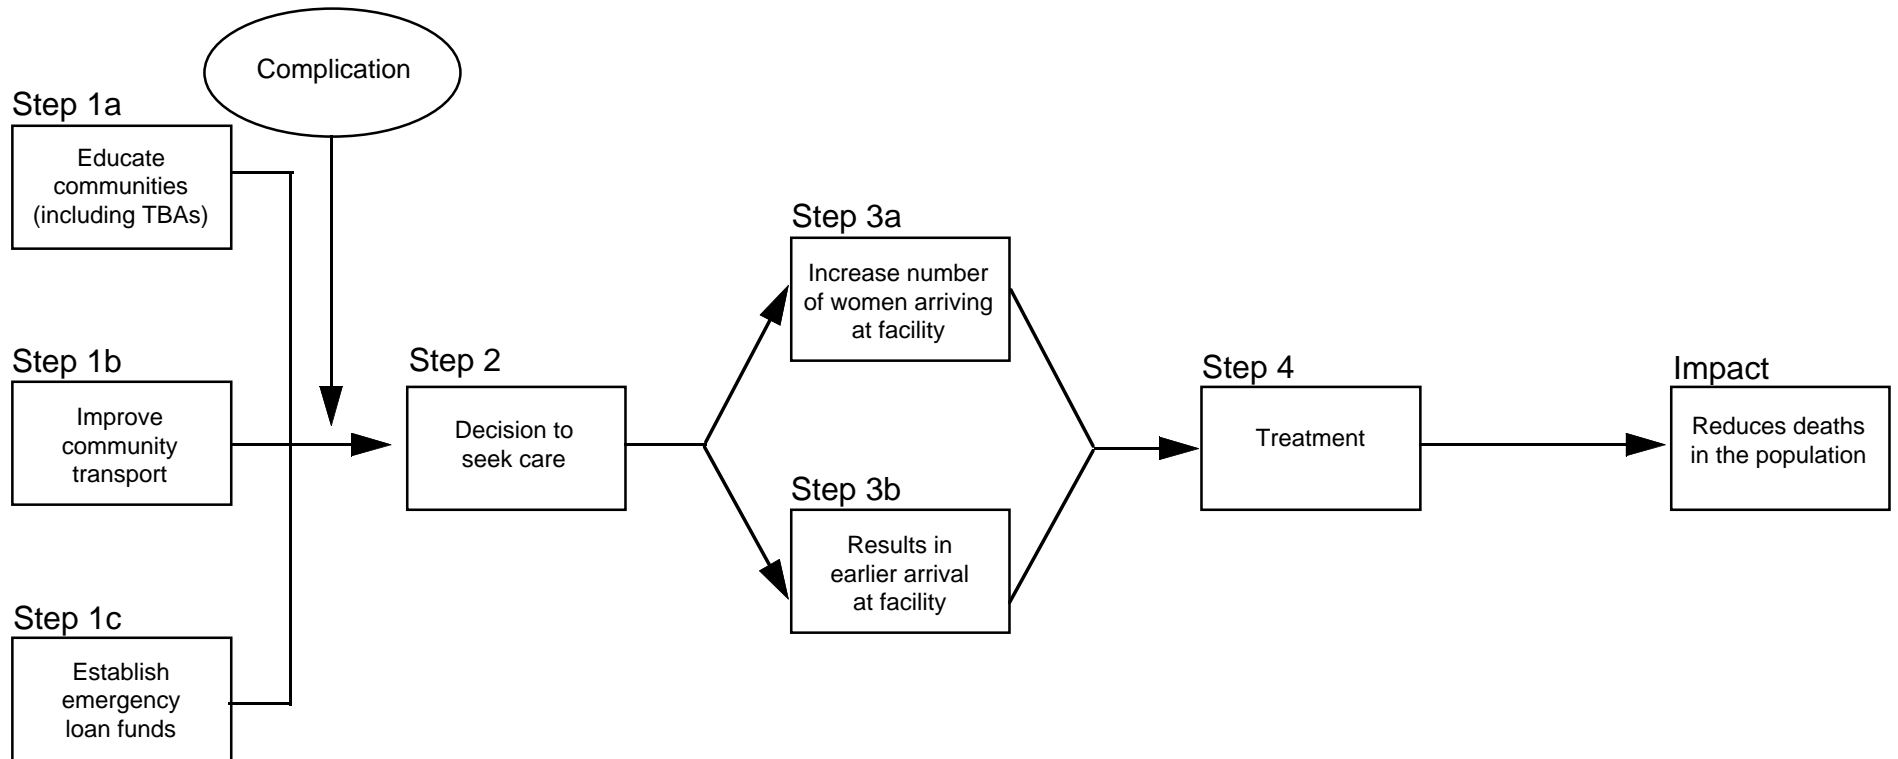 Complication
Step 1a
Educate
communities
(including TBAs)
Step 1b
Improve
community
transport
Step 1c
Establish
emergency
loan funds
Step 2
Decision to
seek care
Step 3a
Increase number
of women arriving
at facility
Step 3b
Results in
earlier arrival
at facility
Step 4
Treatment
Impact
Reduces deaths
in the population